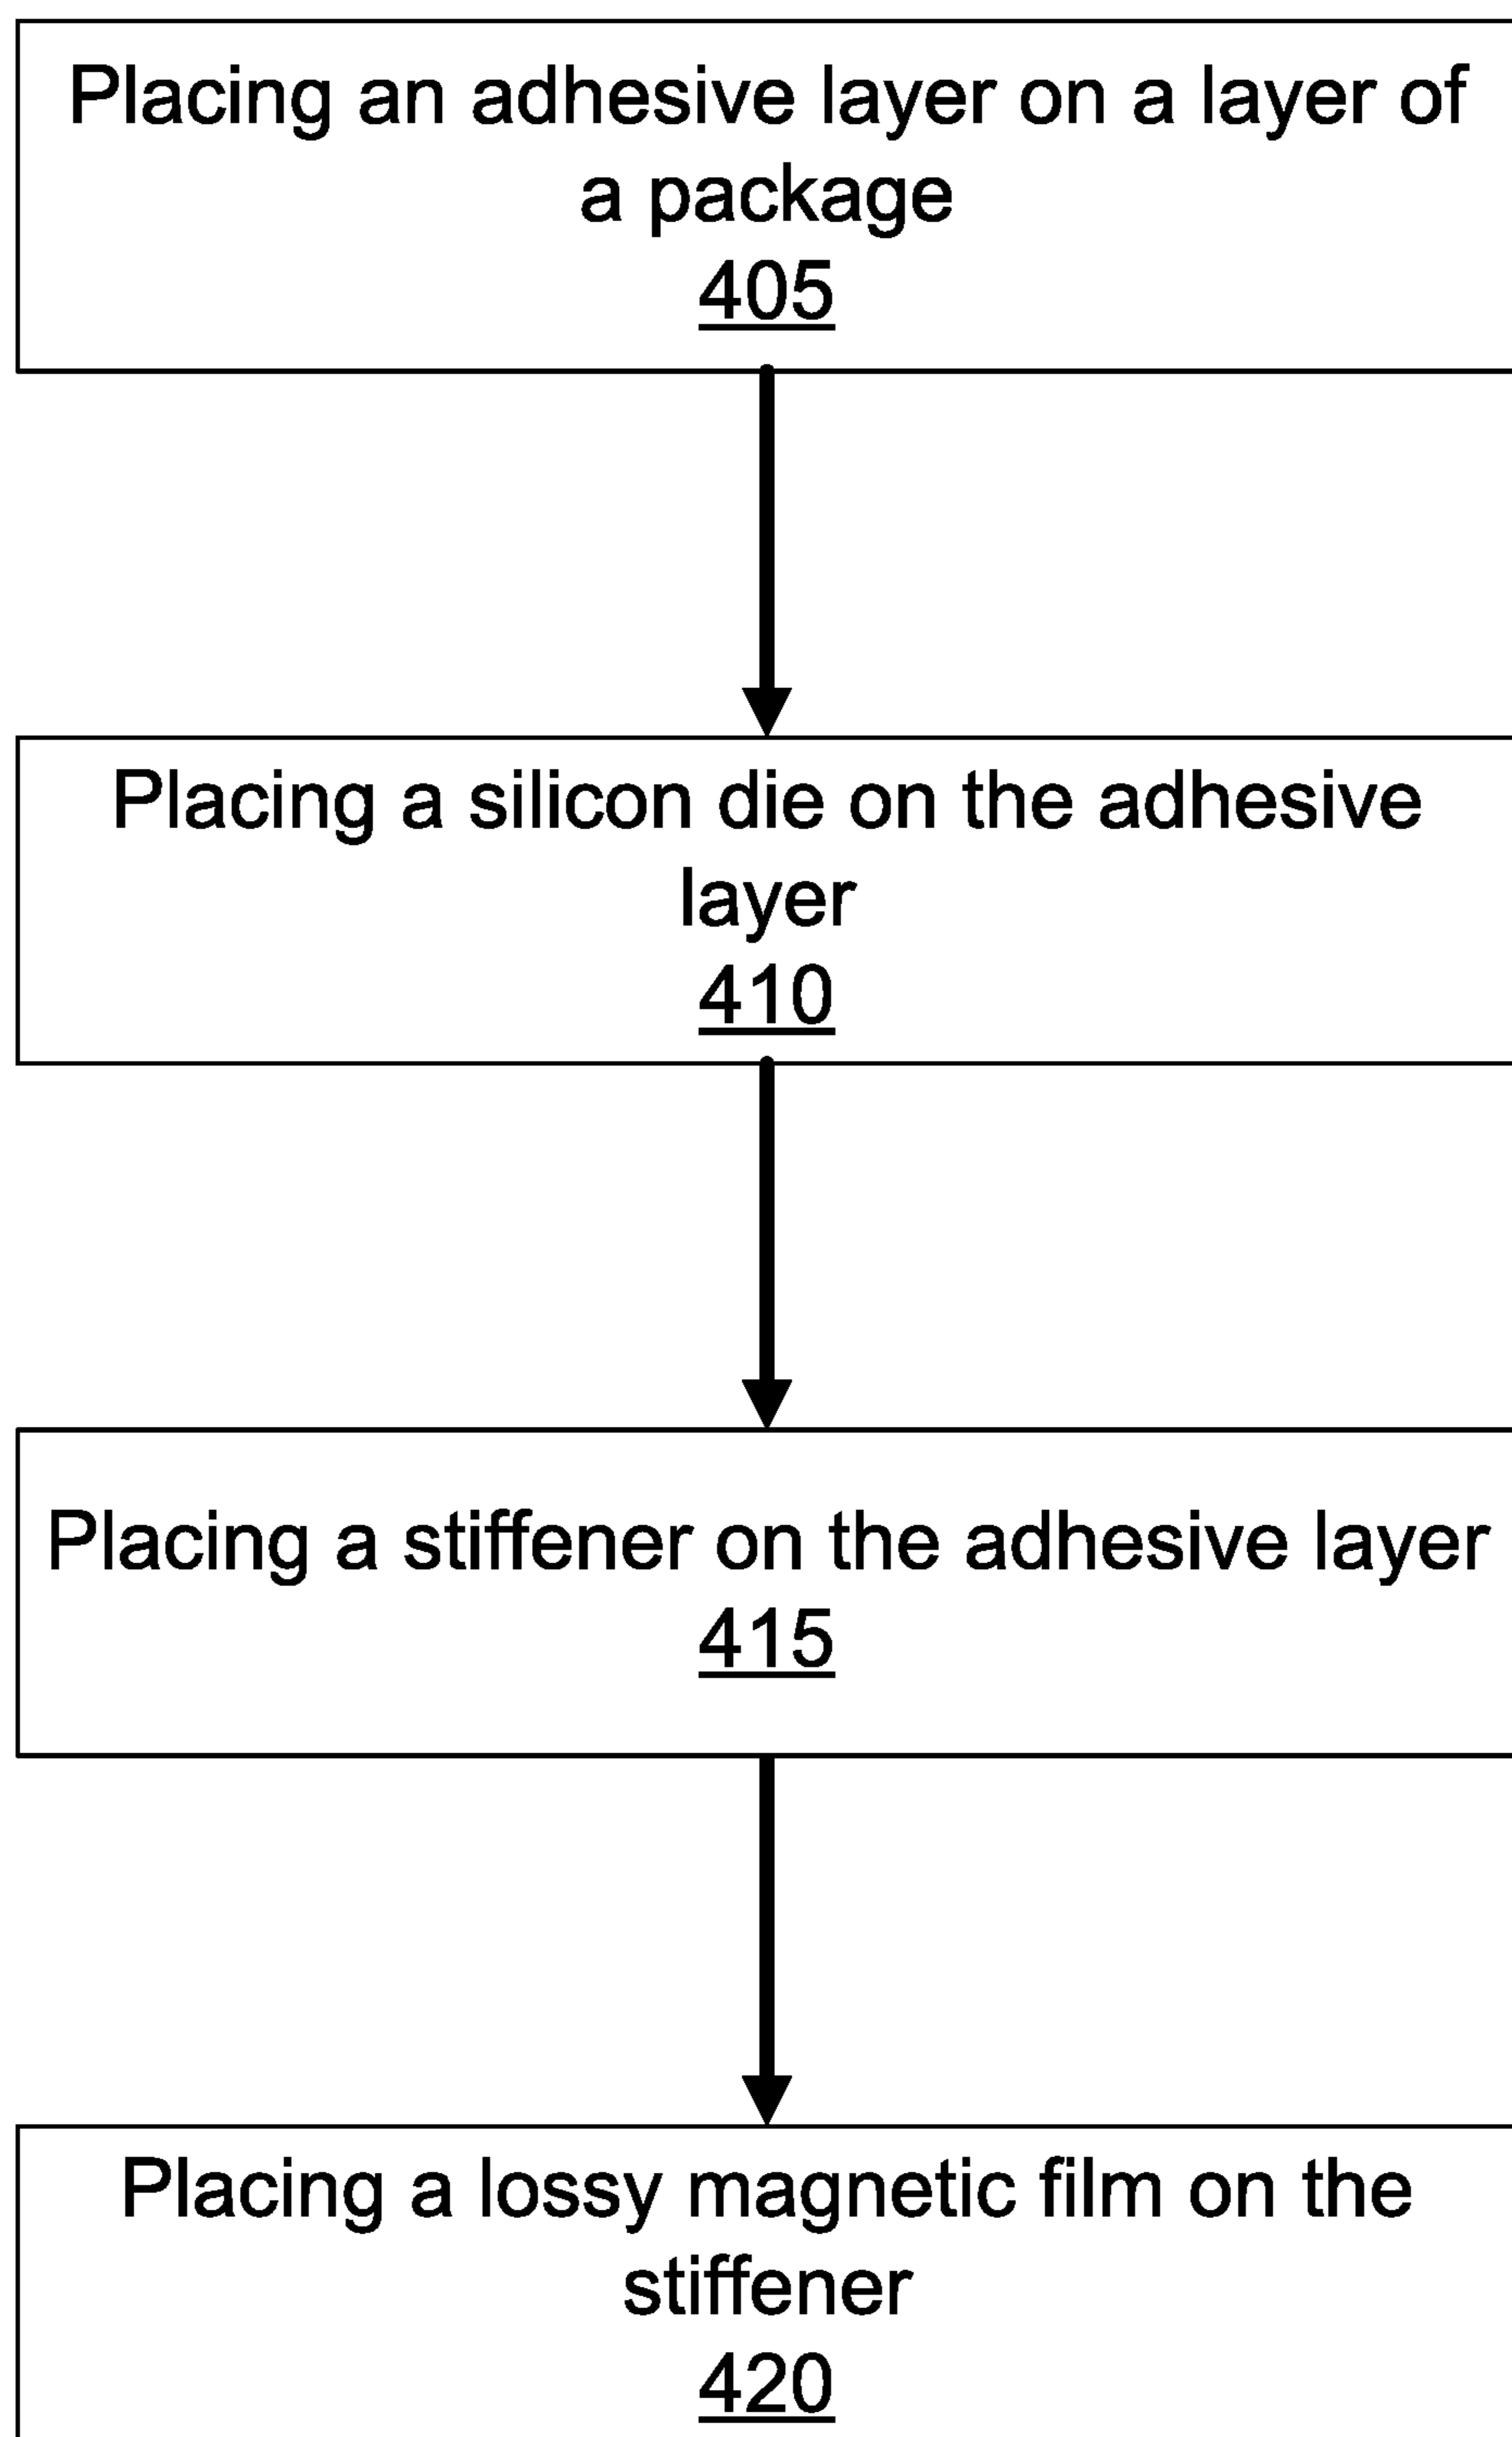 Placing an adhesive layer on a layer of
a package
405
Placing a silicon die on the adhesive
layer
410
Placing a stiffener on the adhesive layer
415
Placing a lossy magnetic film on the
stiffener
420